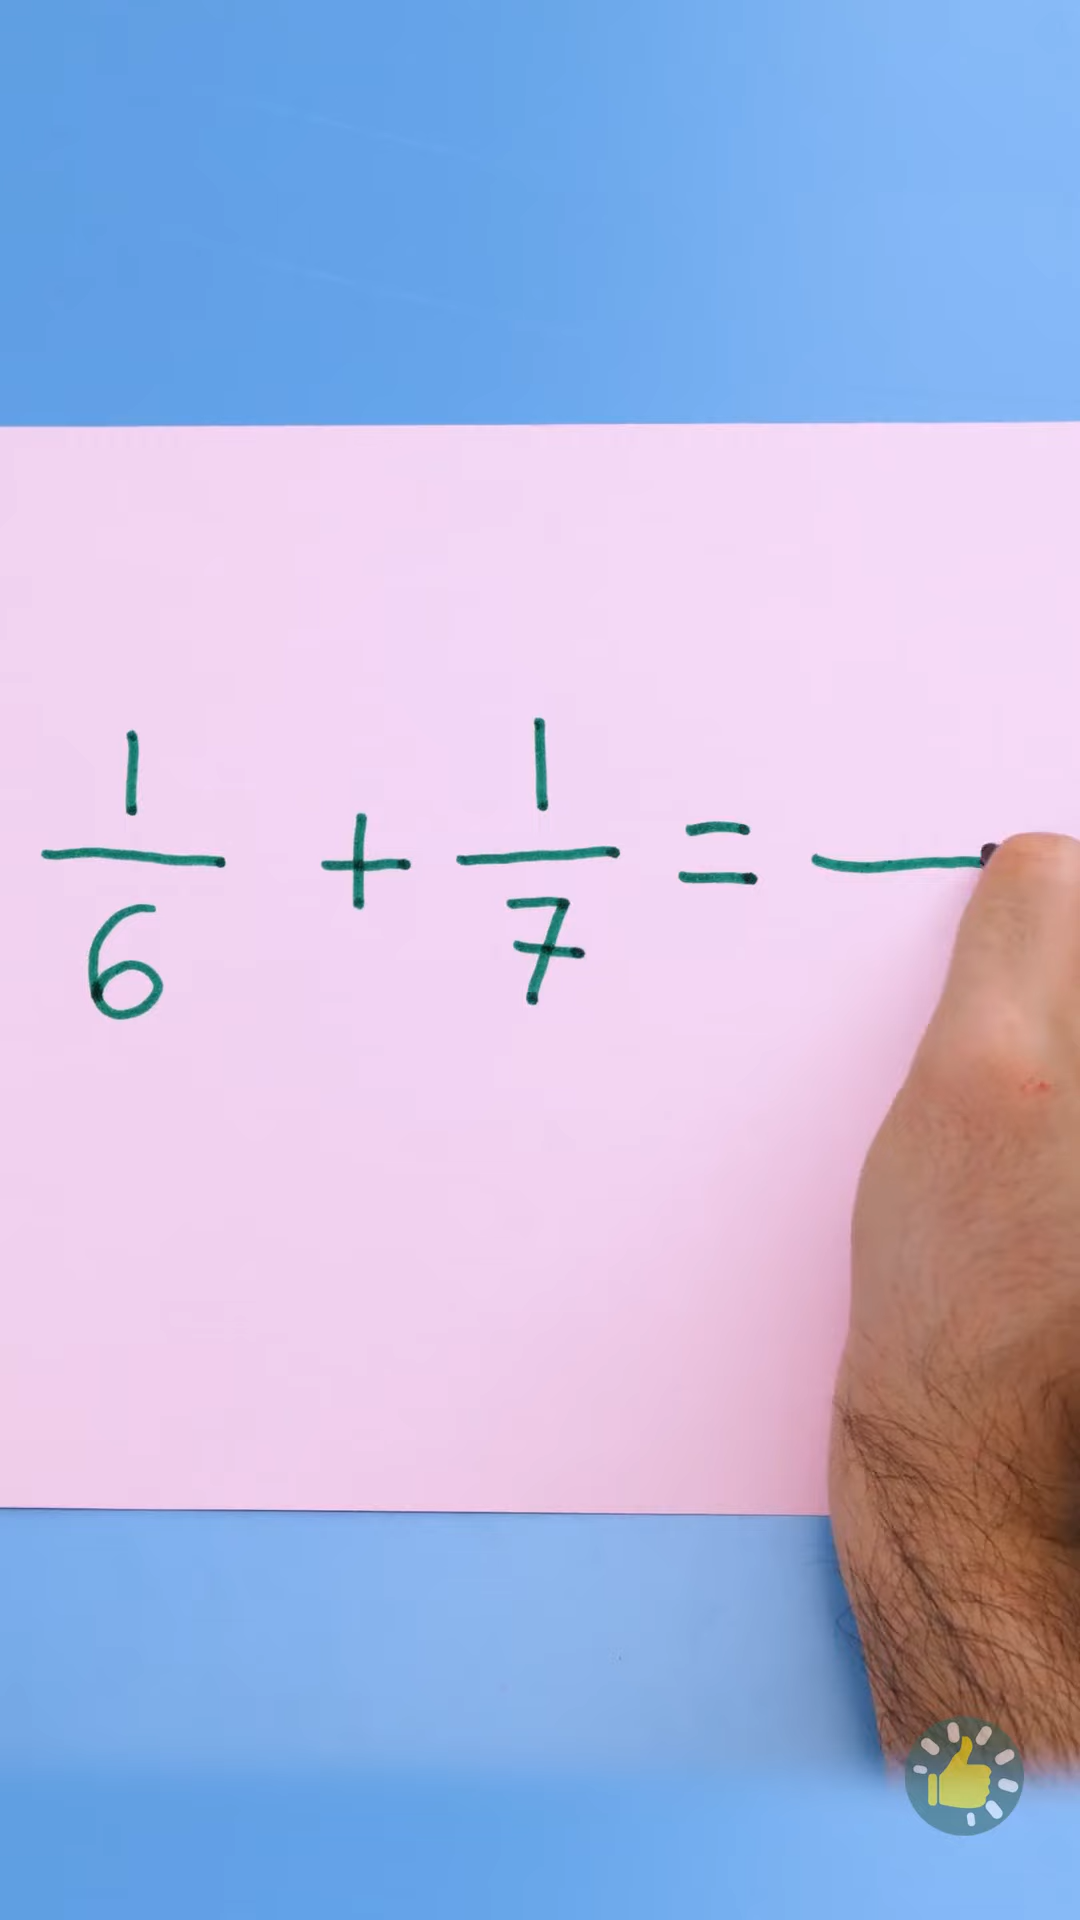 1/6 + 1/7 =